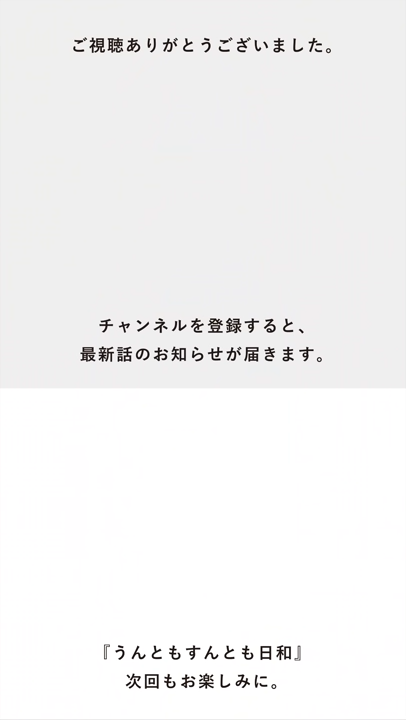 ご視聴ありがとうございました。
チャンネルを登録すると、
最新話のお知らせが届きます。
『うんともすんとも日和』
次回もお楽しみに。